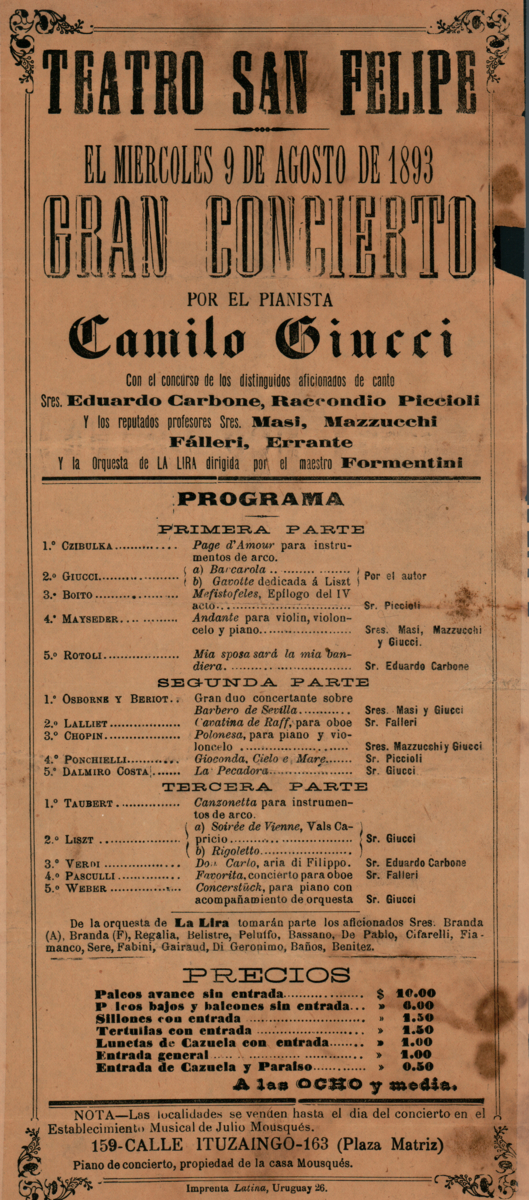 TEATRO SAN FELIPE
EL MIERCOLES 9 DE AGOSTO DE 1893
GRAN CONCIERTO
POR EL PIANISTA
Camilo Giucci
Con el concurso de los distinguidos aficionados de canto
Sres. Eduardo Carbone, Raccondio Piccioli
Y los reputados profesores Sres. Masi, Mazzucchi
Fálleri, Errante
Y la Orquesta de LA LIRA dirigida por el maestro Formentini
PROGRAMA
PRIMERA PARTE
1.º CZIBULKA.............. Page d'Amour para instru-
mentos de arco.
2.º GIUCCI.............. a) Barcarola .. .......... Por el autor
b) Gavotte dedicada á Liszt
3.º BOITO .............. Mefistofeles, Epílogo del IV
acto.............. Sr. Piccioli
4.º MAYSEDER.............. Andante para violin, violon-
celo y piano.............. Sres. Masi, Mazzucchi
y Giucci.
5.º ROTOLI .............. Mia sposa sará la mia ban-
diera. .............. Sr. Eduardo Carbone
SEGUNDA PARTE
1.º OSBORNE Y BERIOT.. Gran duo concertante sobre
Barbero de Sevilla.......... Sres. Masi y Giucci
2.º LALLIET .............. Cavatina de Raff, para oboe Sr. Falleri
3.º CHOPIN .............. Polonesa, para piano y vio-
loncelo .............. Sres. Mazzucchi y Giucci
4.º PONCHIELLI............ Gioconda, Cielo e Mare...... Sr. Piccioli
5.º DALMIRO COSTA....... La Pecadora.............. Sr. Giucci
TERCERA PARTE
1.º TAUBERT .............. Canzonetta para instrumen-
tos de arco.
2.º LISZT .............. a) Soirée de Vienne, Vals Ca-
pricio .............. Sr. Giucci
b) Rigoletto..............
3.º VERDI .............. Don Carlo, aria di Filippo. Sr. Eduardo Carbone
4.º PASCULLI .............. Favorita, concierto para oboe Sr. Falleri
5.º WEBER .............. Concerstück, para piano con
acompañamiento de orquesta Sr. Giucci
De la orquesta de La Lira tomarán parte los aficionados Sres. Branda
(A), Branda (F), Regalia, Belistre, Peluffo, Bassano, De Pablo, Cifarelli, Fia-
manco, Sere, Fabini, Gairaud, Di Geronimo, Baños, Benitez.
PRECIOS
Palcos avance sin entrada.............. $ 10.00
P lcos bajos y balcones sin entrada... » 6.00
Sillones con entrada .............. » 1.50
Tertulias con entrada .............. » 1.50
Lunetas de Cazuela con entrada....... » 1.00
Entrada general .............. » 1.00
Entrada de Cazuela y Paraiso........ » 0.50
A las OCHO y media.
NOTA—Las localidades se venden hasta el dia del concierto en el
Establecimiento Musical de Julio Mousqués.
159-CALLE ITUZAINGO-163 (Plaza Matriz)
Piano de concierto, propiedad de la casa Mousqués.
Imprenta Latina, Uruguay 26.